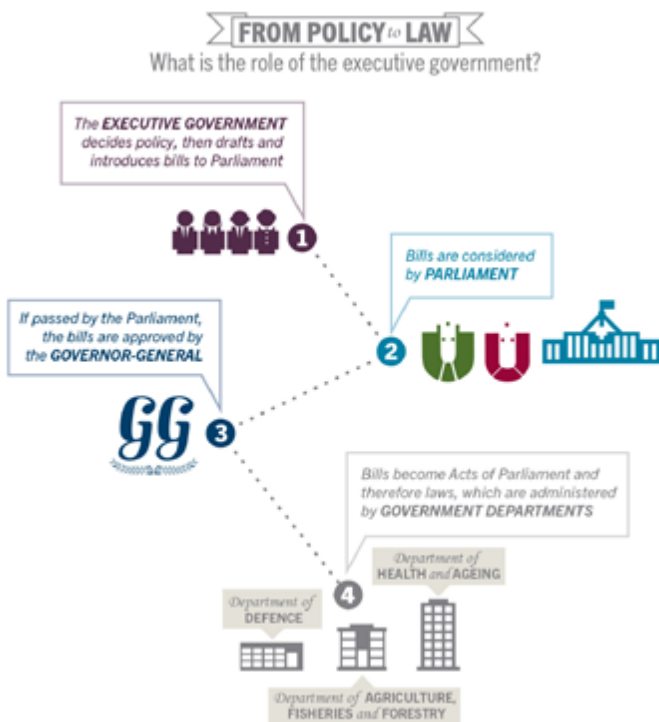 FROM POLICY to LAW
What is the role of the executive government?
The EXECUTIVE GOVERNMENT
decides policy, then drafts and
introduces bills to Parliament
1
Bills are considered
by PARLIAMENT
2
If passed by the Parliament,
the bills are approved by
the GOVERNOR-GENERAL
GG
3
Bills become Acts of Parliament and
therefore laws, which are administered
by GOVERNMENT DEPARTMENTS
4
Department of
HEALTH and AGEING
Department of
DEFENCE
Department of AGRICULTURE,
FISHERIES and FORESTRY